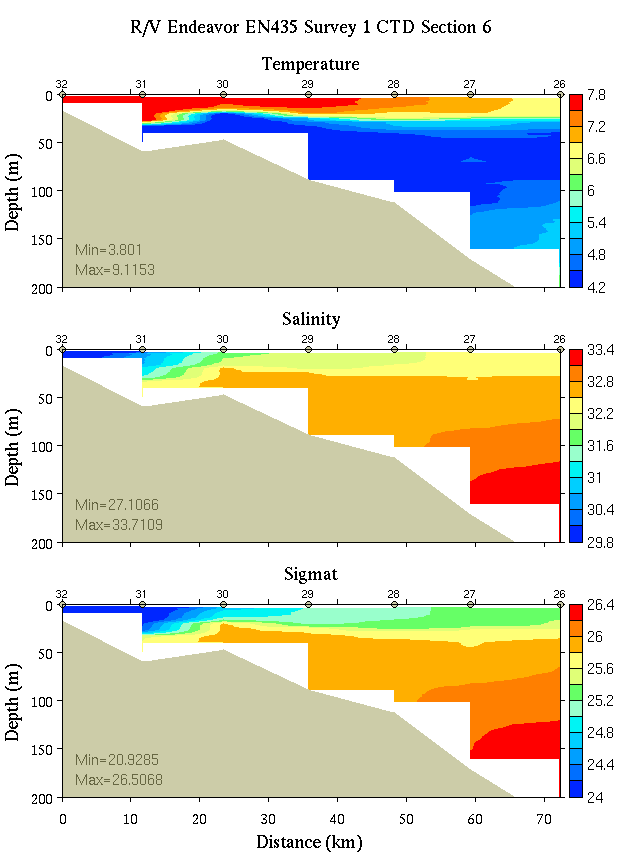 R/V Endeavor EN435 Survey 1 CTD Section 6
Temperature
32 31 30 29 28 27 26
0
50
100
150
200
Depth (m)
Min=3.801
Max=9.1153
7.8
7.2
6.6
6
5.4
4.8
4.2
Salinity
32 31 30 29 28 27 26
0
50
100
150
200
Depth (m)
Min=27.1066
Max=33.7109
33.4
32.8
32.2
31.6
31
30.4
29.8
Sigmat
32 31 30 29 28 27 26
0
50
100
150
200
Depth (m)
Min=20.9285
Max=26.5068
26.4
26
25.6
25.2
24.8
24.4
24
0 10 20 30 40 50 60 70
Distance (km)